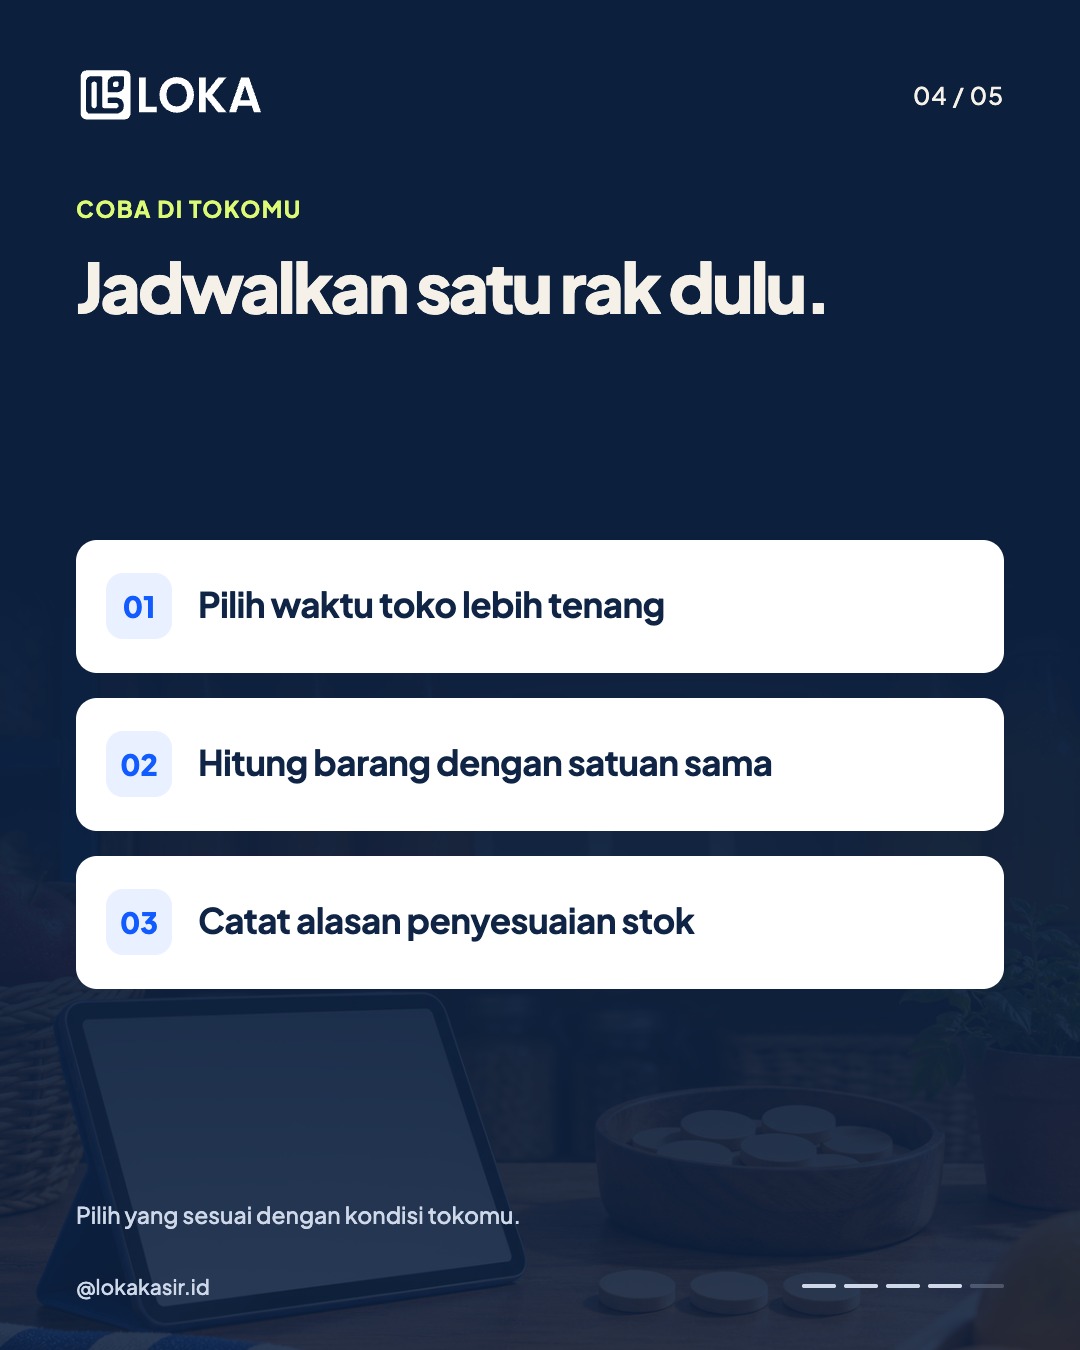 LOKA
04 / 05
COBA DI TOKOMU
Jadwalkan satu rak dulu.
01 Pilih waktu toko lebih tenang
02 Hitung barang dengan satuan sama
03 Catat alasan penyesuaian stok
Pilih yang sesuai dengan kondisi tokomu.
@lokakasir.id